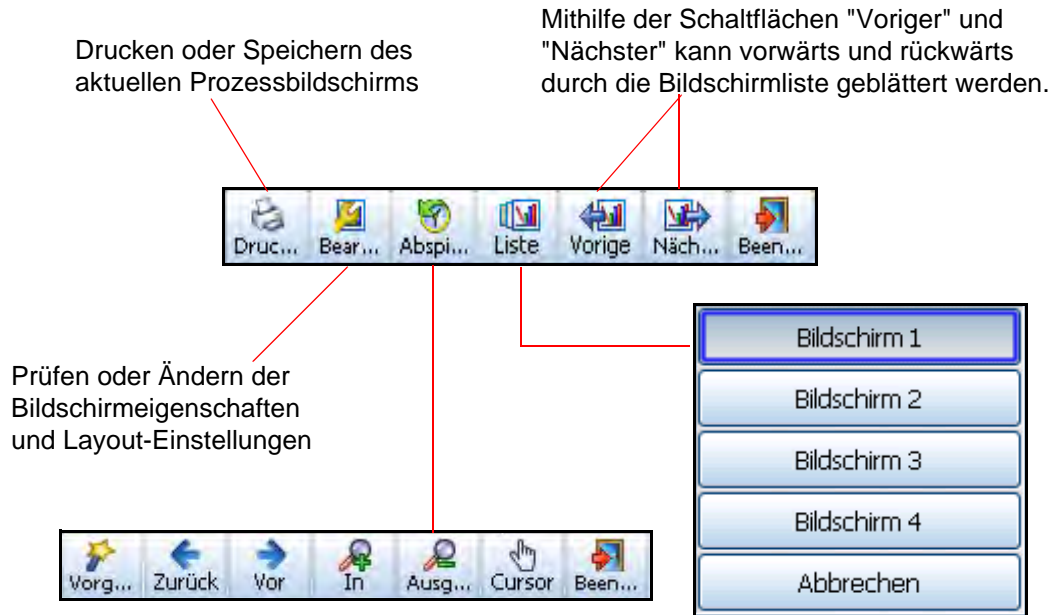 Drucken oder Speichern des
aktuellen Prozessbildschirms
Mithilfe der Schaltflächen "Voriger" und
"Nächster" kann vorwärts und rückwärts
durch die Bildschirmliste geblättert werden.
Druc... Bear... Abspi... Liste Vorige Näch... Been...
Prüfen oder Ändern der
Bildschirmeigenschaften
und Layout-Einstellungen
Bildschirm 1
Bildschirm 2
Bildschirm 3
Bildschirm 4
Abbrechen
Vorg... Zurück Vor In Ausg... Cursor Been...